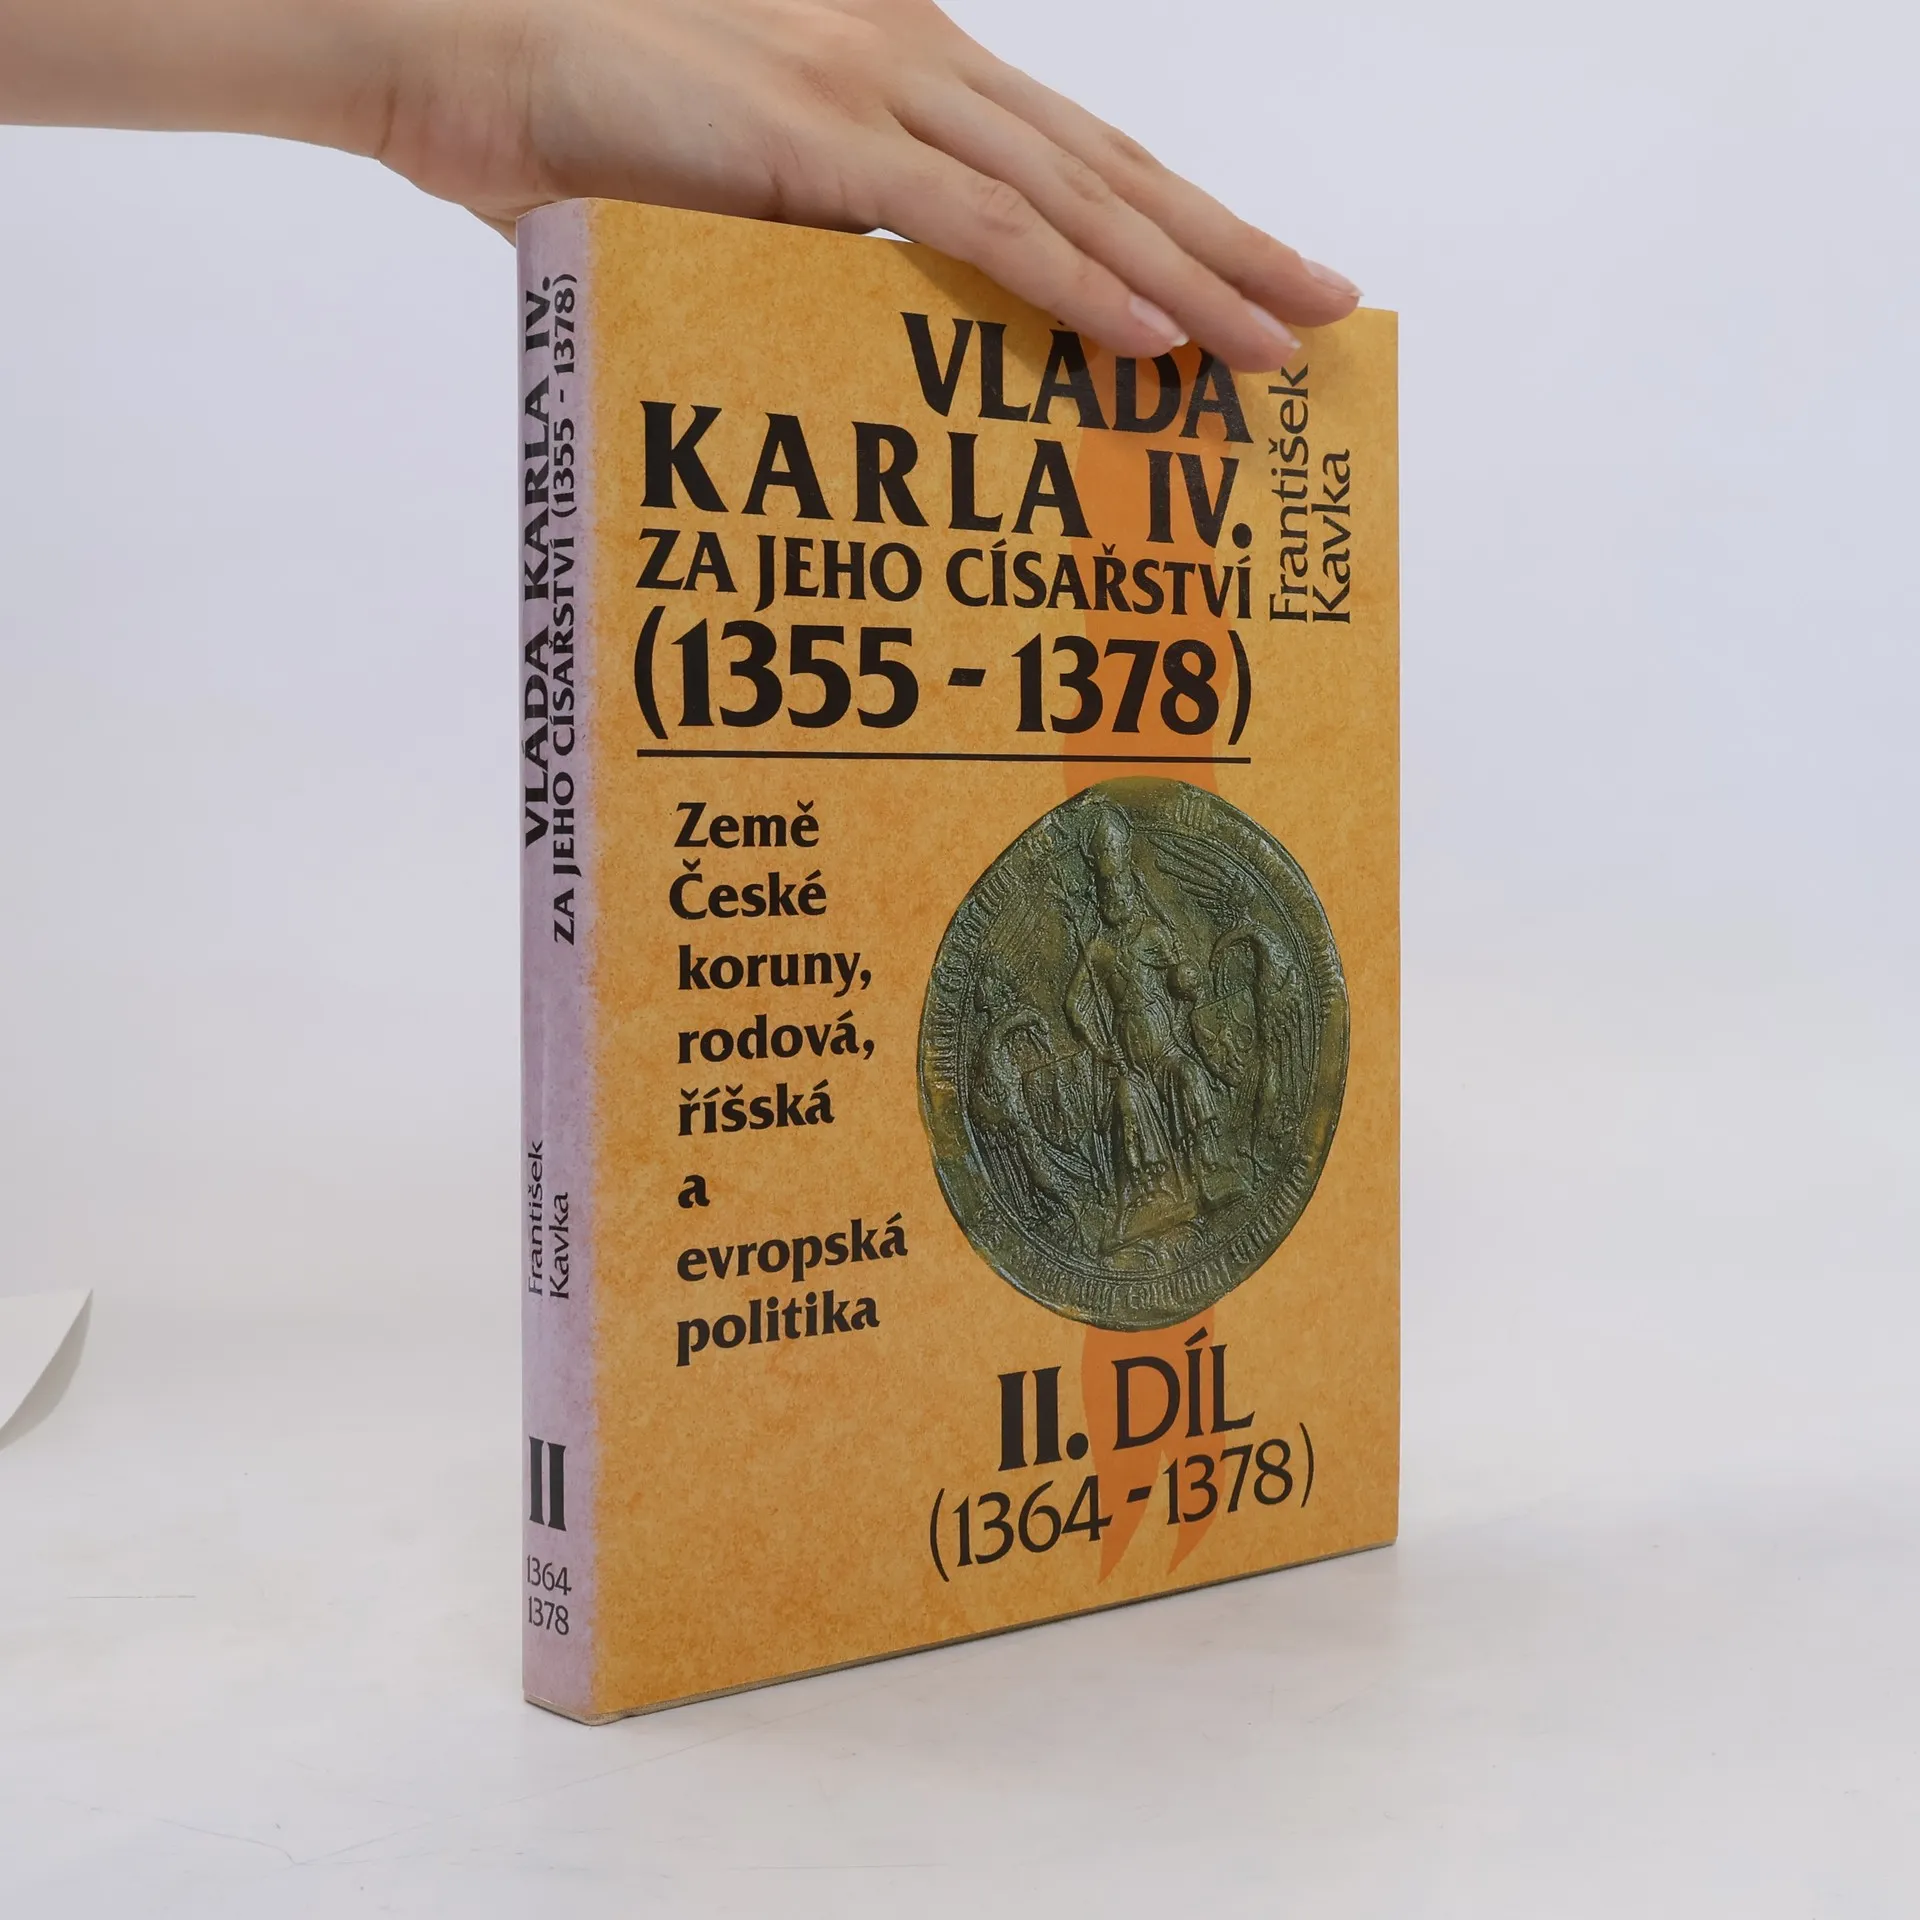 VLÁDA
KARLA IV.
ZA JEHO CÍSAŘSTVÍ
(1355 - 1378)
František
Kavka
Země
České
koruny,
rodová,
říšská
a
evropská
politika
II. DÍL
(1364 - 1378)
VLÁDA KARLA IV.
ZA JEHO CÍSAŘSTVÍ (1355 - 1378)
František
Kavka
II
1364
1378